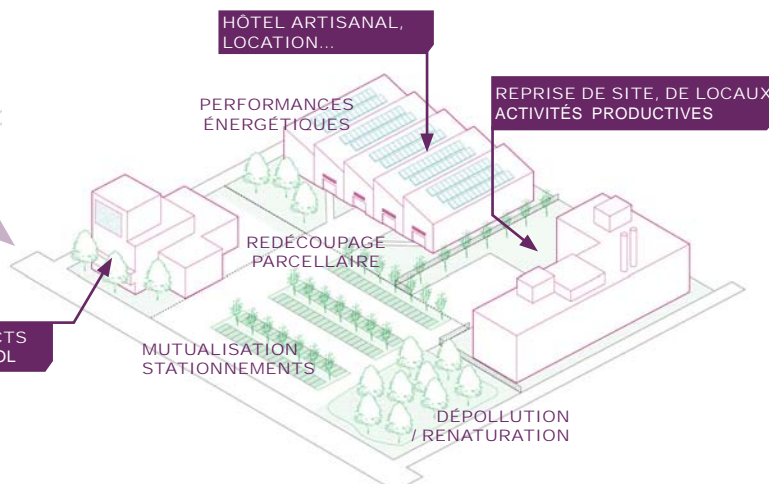 HÔTEL ARTISANAL,
LOCATION...
REPRISE DE SITE, DE LOCAUX
ACTIVITÉS PRODUCTIVES
PERFORMANCES
ÉNERGÉTIQUES
REDÉCOUPAGE
PARCELLAIRE
MUTUALISATION
STATIONNEMENTS
DÉPOLLUTION
/ RENATURATION